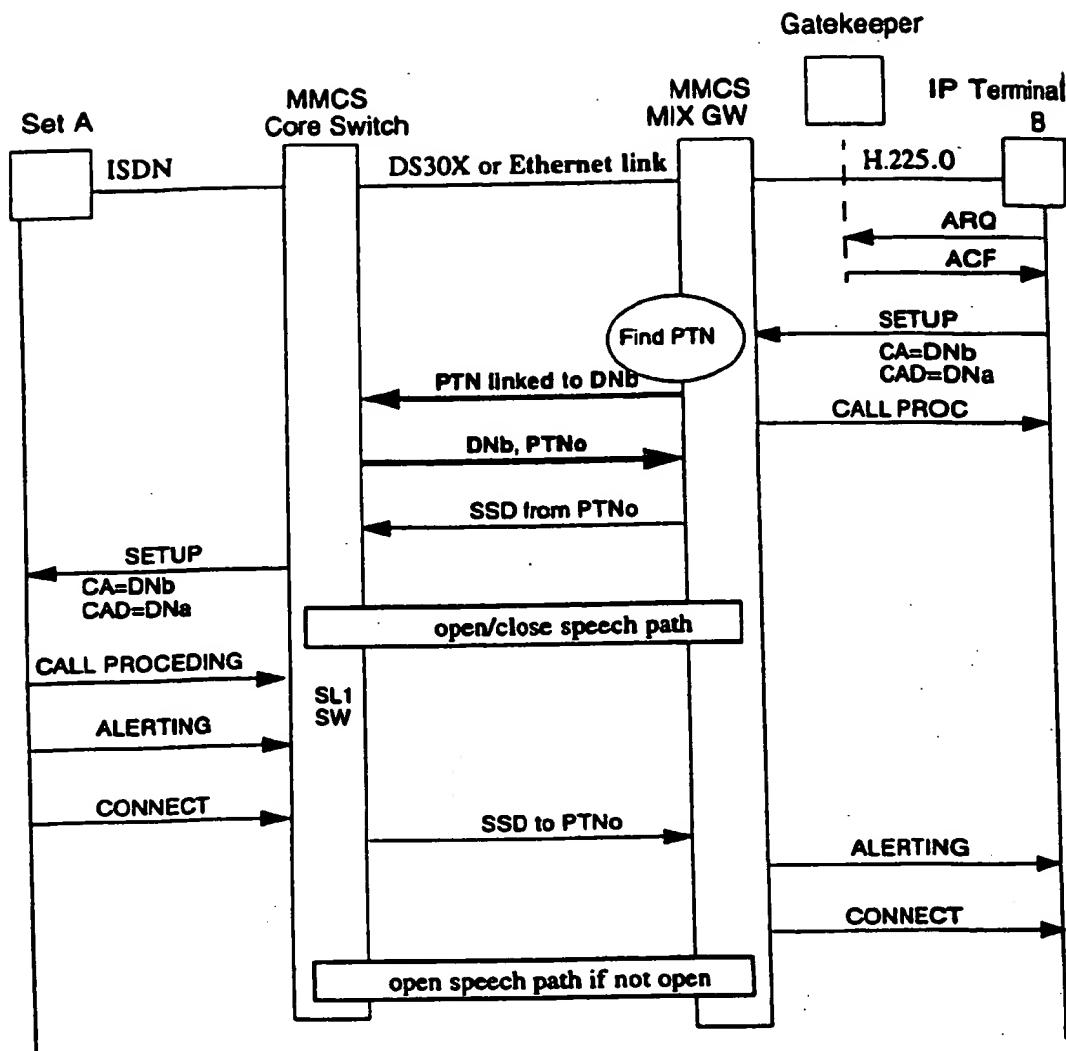 Gatekeeper
MMCS
MIX GW
IP Terminal
B
MMCS
Core Switch
Set A
ISDN
DS30X or Ethernet link
H.225.0
ARQ
ACF
Find PTN
SETUP
CA=DNb
CAD=DNa
PTN linked to DNb
CALL PROC
DNb, PTNo
SSD from PTNo
SETUP
CA=DNb
CAD=DNa
open/close speech path
CALL PROCEDING
SL1
SW
ALERTING
CONNECT
SSD to PTNo
ALERTING
CONNECT
open speech path if not open